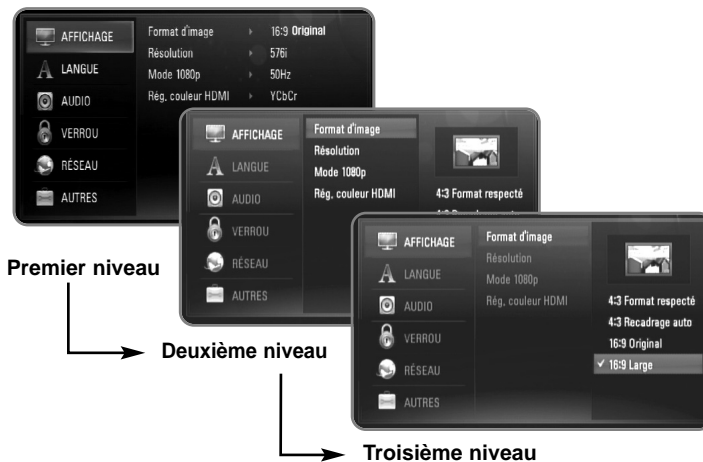 AFFICHAGE
LANGUE
AUDIO
VERROU
RÉSEAU
AUTRES
Format d'image 16:9 Original
Résolution 576i
Mode 1080p 50Hz
Rég. couleur HDMI YCbCr
Premier niveau
AFFICHAGE
LANGUE
AUDIO
VERROU
RÉSEAU
AUTRES
Format d'image
Résolution
Mode 1080p
Rég. couleur HDMI
4:3 Format respecté
Deuxième niveau
AFFICHAGE
LANGUE
AUDIO
VERROU
RÉSEAU
AUTRES
Format d'image
Résolution
Mode 1080p
Rég. couleur HDMI
4:3 Format respecté
4:3 Recadrage auto
16:9 Original
✓ 16:9 Large
Troisième niveau